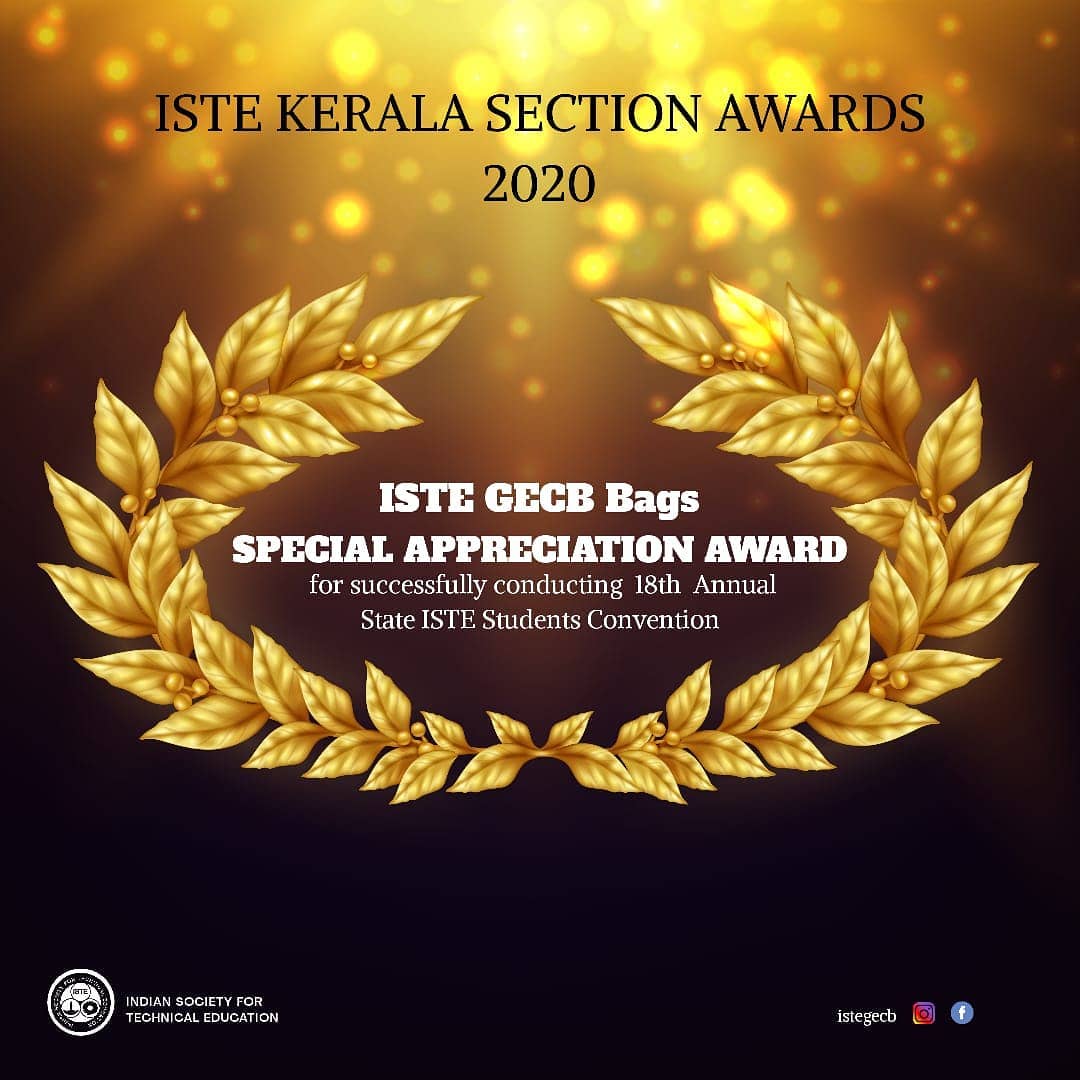 ISTE KERALA SECTION AWARDS
2020
ISTE GECB Bags
SPECIAL APPRECIATION AWARD
for successfully conducting 18th Annual
State ISTE Students Convention
ISTE
INDIAN SOCIETY FOR
TECHNICAL EDUCATION
istegecb